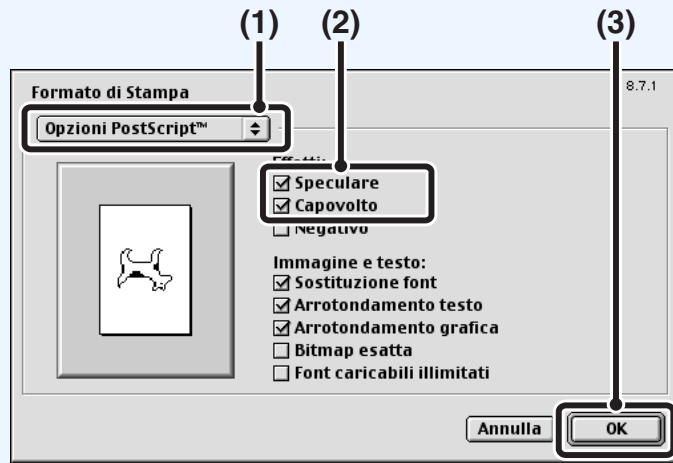 (1) (2) (3)
Formato di Stampa 8.7.1
Opzioni PostScript™
Effetti:
Speculare
Capovolto
Negativo
Immagine e testo:
Sostituzione font
Arrotondamento testo
Arrotondamento grafica
Bitmap esatta
Font caricabili illimitati
Annulla OK